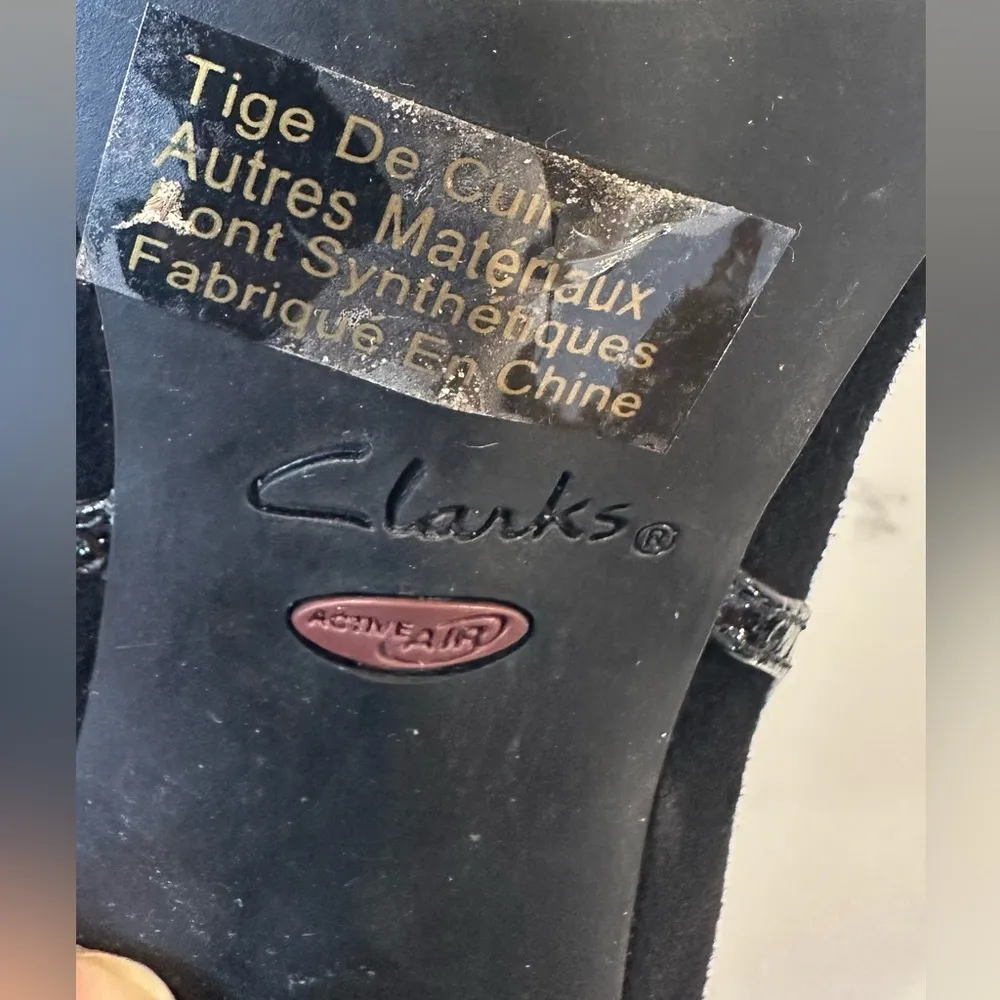 Tige De Cuir
Autres Matériaux
Sont Synthétiques
Fabriqué En Chine
Clarks®
ACTIVE AIR